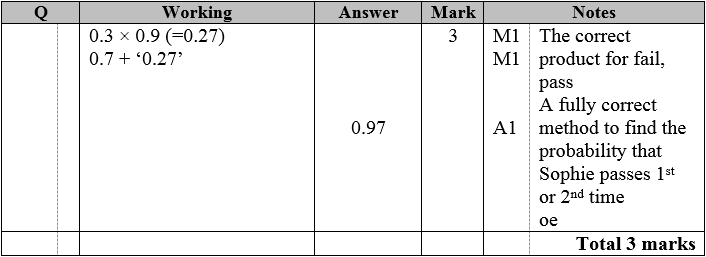 Q Working Answer Mark Notes
0.3 × 0.9 (=0.27) 3 M1 The correct
0.7 + ‘0.27’ M1 product for fail,
pass
A fully correct
0.97 A1 method to find the
probability that
Sophie passes 1st
or 2nd time
oe
Total 3 marks